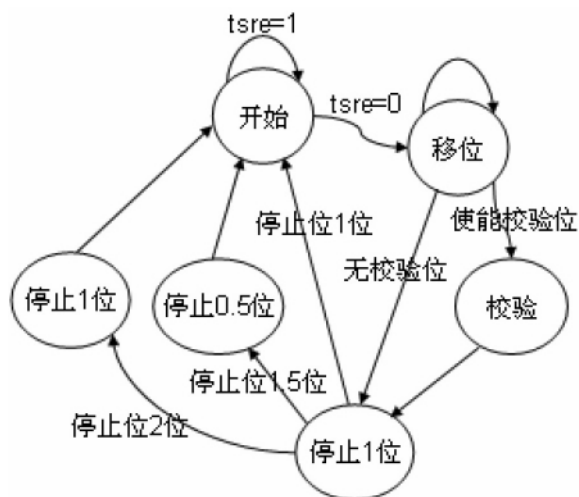 tsre=1
开始
tsre=0
移位
停止位1位
使能校验位
无校验位
停止1位
停止0.5位
校验
停止位1.5位
停止位2位
停止1位